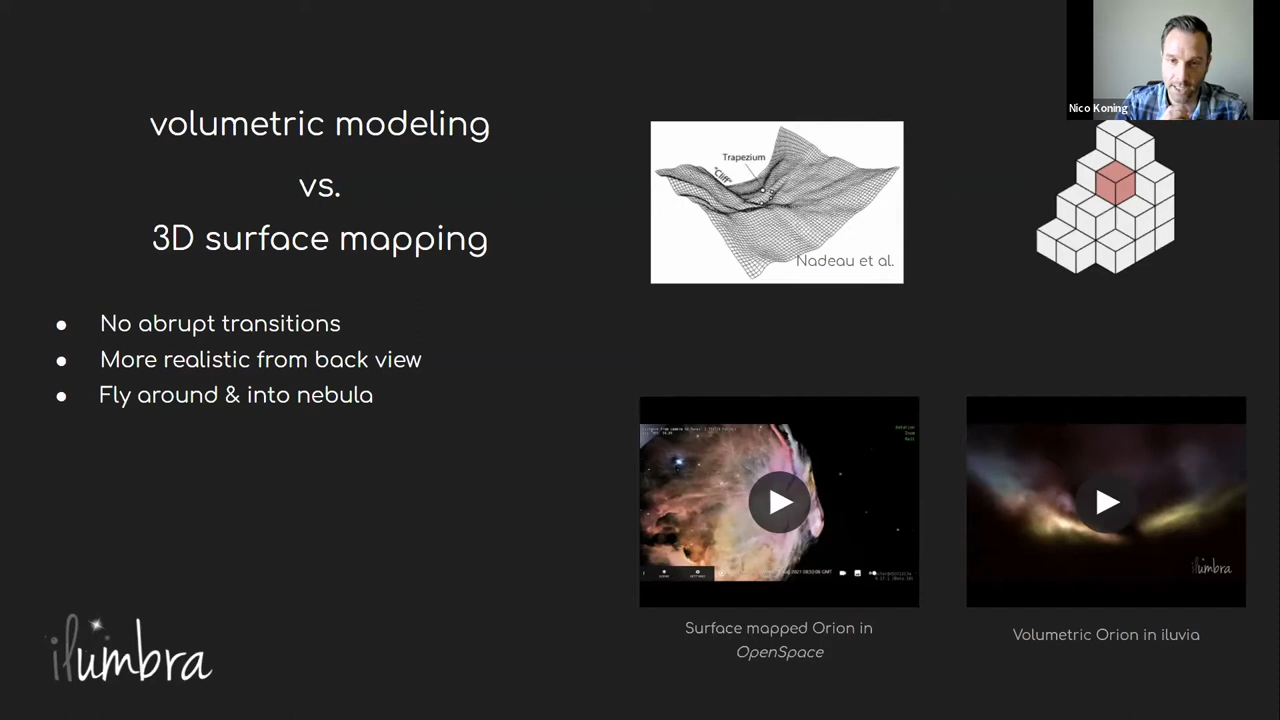 Nico Koning
volumetric modeling
vs.
3D surface mapping
No abrupt transitions
More realistic from back view
Fly around & into nebula
Trapezium
"Cliff"
Nadeau et al.
ilumbra
Surface mapped Orion in
OpenSpace
Volumetric Orion in iluvia
ilumbra